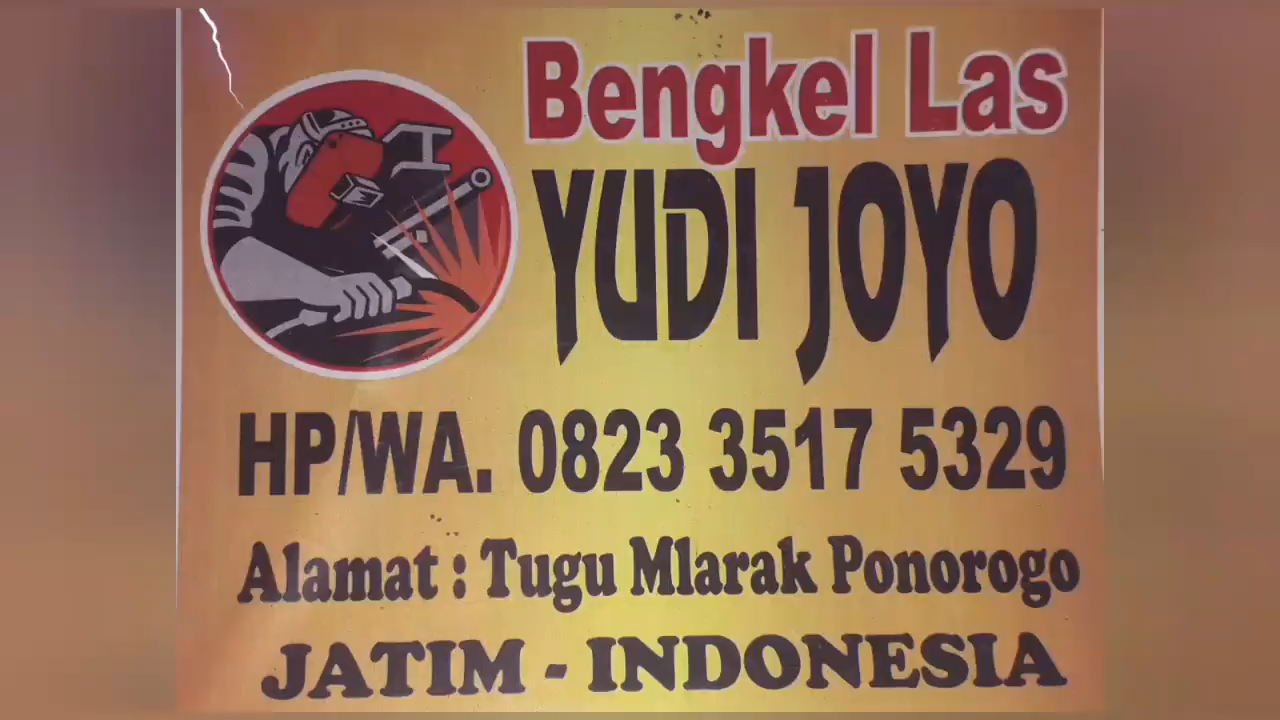 Bengkel Las
YUDI JOYO
HP/WA. 0823 3517 5329
Alamat : Tugu Mlarak Ponorogo
JATIM - INDONESIA